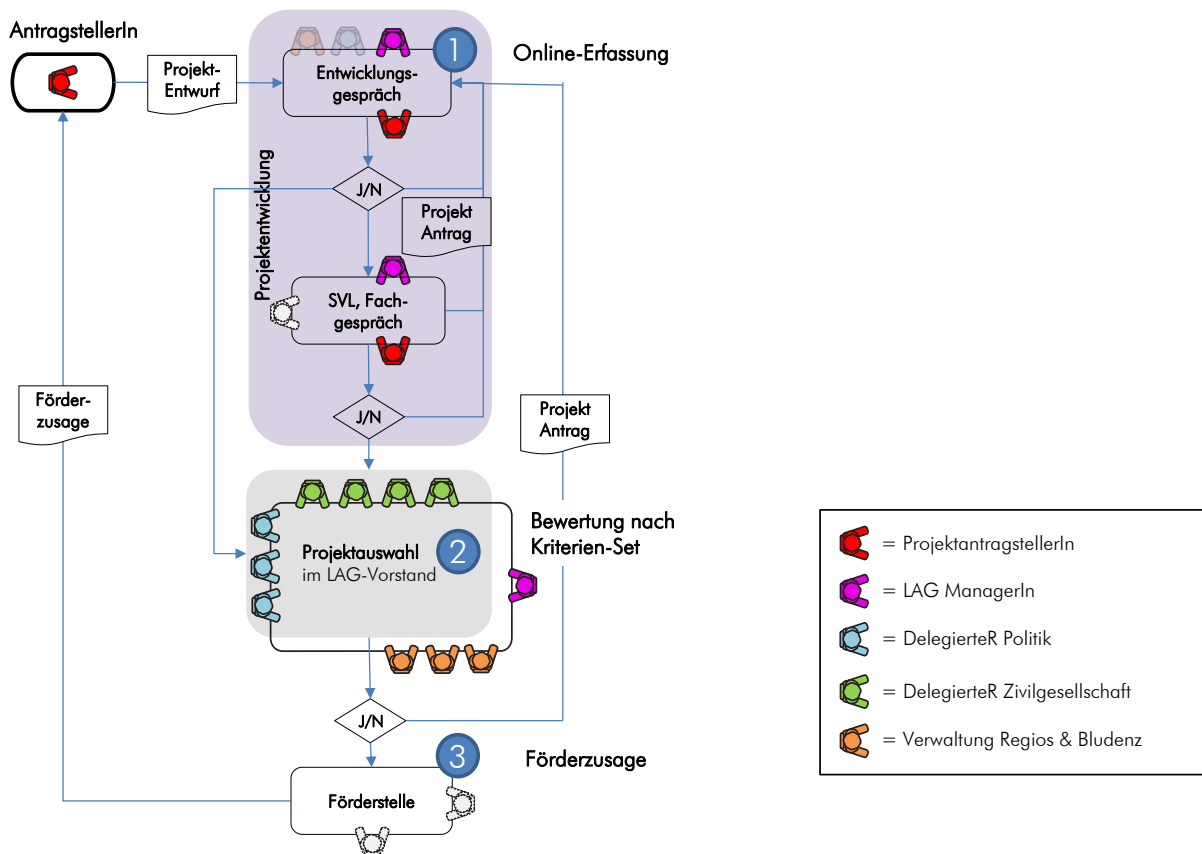 AntragstellerIn
Projekt-
Entwurf
1
Online-Erfassung
Entwicklungs-
gespräch
Projektentwicklung
J/N
Projekt
Antrag
SVL, Fach-
gespräch
Förder-
zusage
J/N
Projekt
Antrag
Projektauswahl
im LAG-Vorstand
2
Bewertung nach
Kriterien-Set
J/N
3
Förderzusage
Förderstelle
= ProjektantragstellerIn
= LAG ManagerIn
= DelegierteR Politik
= DelegierteR Zivilgesellschaft
= Verwaltung Regios & Bludenz